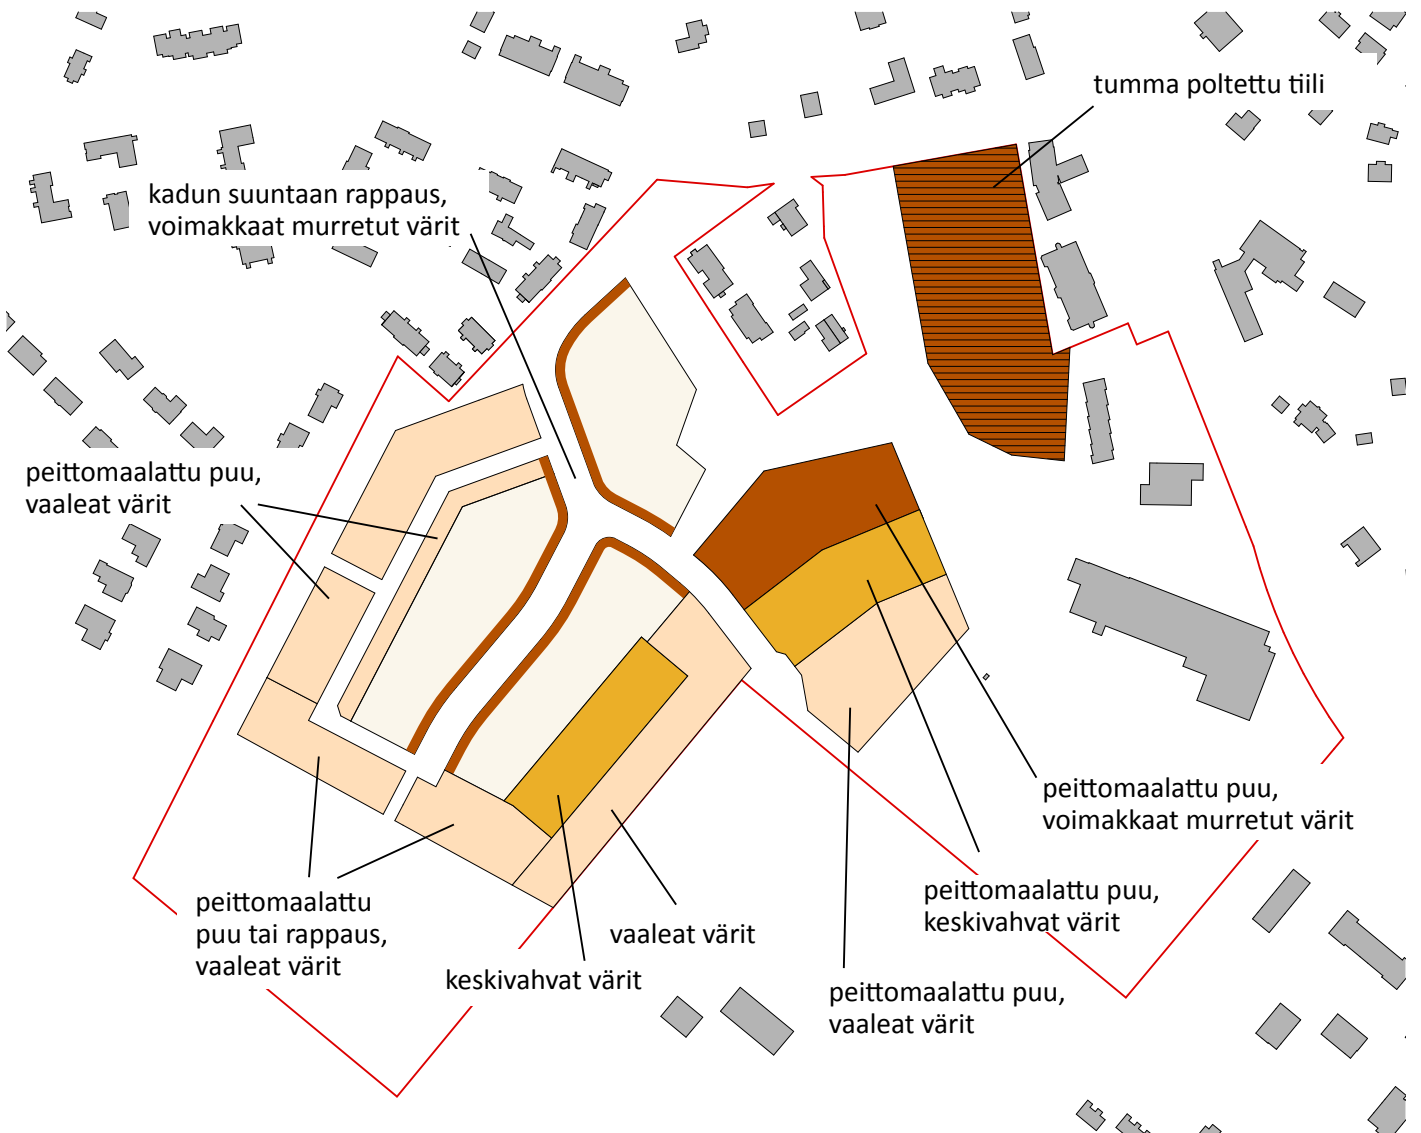 tumma poltettu tiili
kadun suuntaan rappaus,
voimakkaat murretut värit
peittomaalattu puu,
vaaleat värit
peittomaalattu puu,
voimakkaat murretut värit
peittomaalattu puu,
keskivahvat värit
peittomaalattu
puu tai rappaus,
vaaleat värit
vaaleat värit
keskivahvat värit
peittomaalattu puu,
vaaleat värit